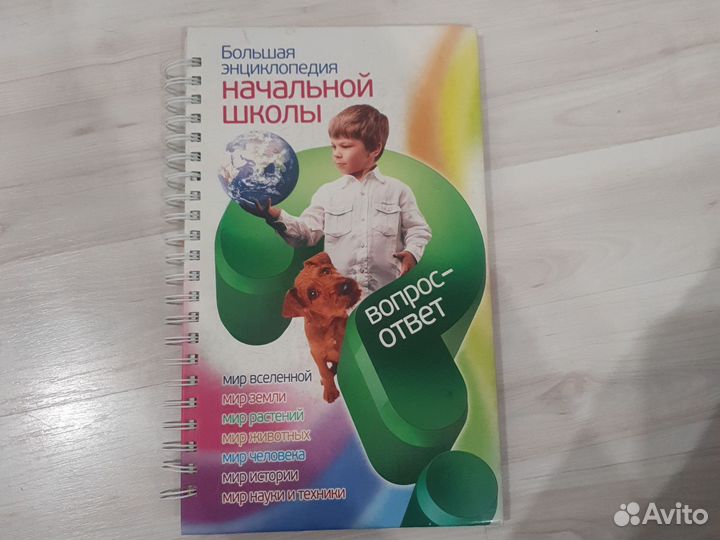 Большая
энциклопедия
начальной
школы
вопрос-
ответ
мир вселенной
мир земли
мир растений
мир животных
мир человека
мир истории
мир науки и техники
Avito